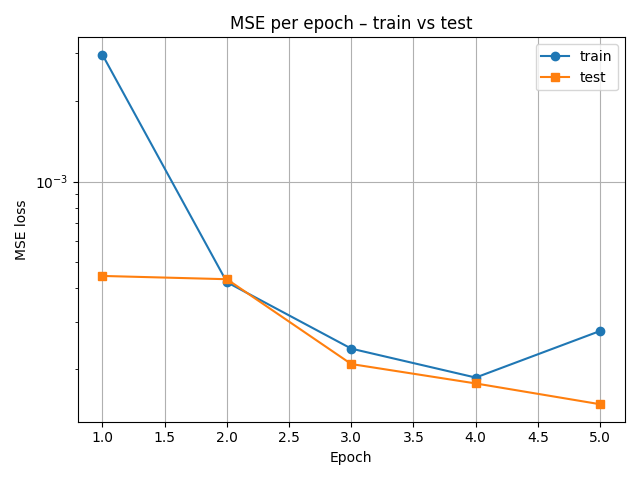 MSE per epoch – train vs test
train
test
10⁻³
MSE loss
1.0 1.5 2.0 2.5 3.0 3.5 4.0 4.5 5.0
Epoch